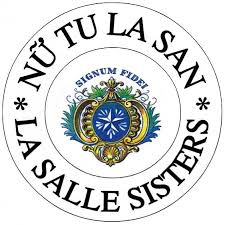 NỮ TU LA SAN
SIGNUM FIDEI
* LA SALLE SISTERS *